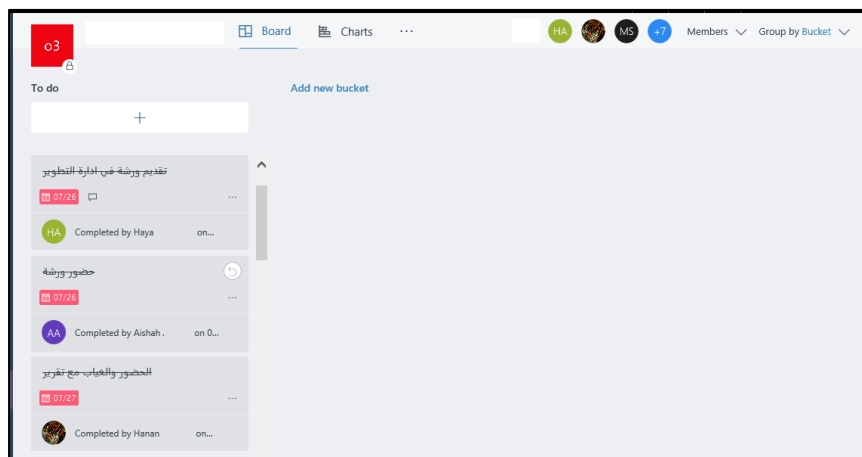 o3
Board
Charts
...
HA
MS
+7
Members
Group by Bucket
To do
Add new bucket
+
تقديم ورشة في ادارة التطوير
07/26
...
HA Completed by Haya on...
حضور ورشة
07/26
...
AA Completed by Aishah . on 0...
الحضور والغياب مع تقرير
07/27
...
Completed by Hanan on...